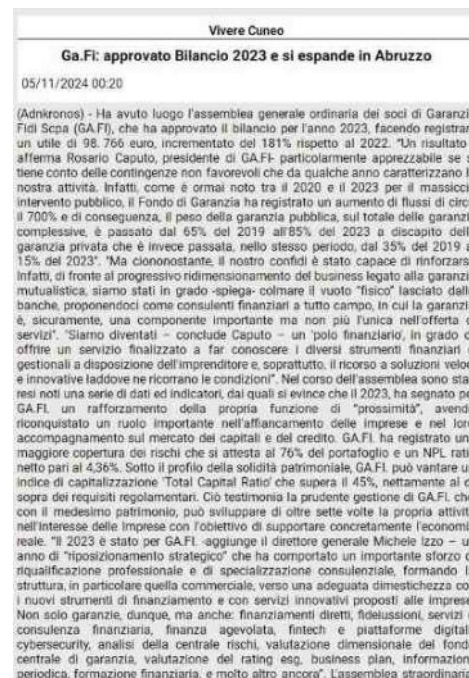 Vivere Cuneo
Ga.Fi: approvato Bilancio 2023 e si espande in Abruzzo
05/11/2024 00:20
(Adnkronos) - Ha avuto luogo l'assemblea generale ordinaria dei soci di Garanzia
Fidi Scpa (GA.FI), che ha approvato il bilancio per l'anno 2023, facendo registrar
un utile di 98. 766 euro, incremento del 181% rispetto al 2022. "Un risultato -
afferma Rosario Caputo, presidente di GA.FI- particolarmente apprezzabile se s
tiene conto delle contingenze non favorevoli che da qualche anno caratterizzano l
nostra attività. Infatti, come è ormai noto tra il 2020 e il 2023 per il massicci
intervento pubblico, il Fondo di Garanzia ha registrato un aumento di flussi di circ
il 700% e di conseguenza, il peso della garanzia pubblica, sul totale delle garanzi
complessive, è passato dal 65% del 2019 all'85% del 2023 a discapito dell
garanzia privata che è invece passata, nello stesso periodo, dal 35% del 2019 a
15% del 2023". "Ma ciononostante, il nostro confidi è stato capace di rinforzars
Infatti, di fronte al progressivo ridimensionamento del business legato alla garanzi
mutualistica, siamo stati in grado -spiega- colmare il vuoto "fisico" lasciato dall
banche, proponendoci come consulenti finanziari a tutto campo, in cui la garanzi
è, sicuramente, una componente importante ma non più l'unica nell'offerta d
servizi". "Siamo diventati – conclude Caputo – un 'polo finanziario', in grado d
offrire un servizio finalizzato a far conoscere i diversi strumenti finanziari e
gestionali a disposizione dell'imprenditore e, soprattutto, il ricorso a soluzioni veloc
e innovative laddove ne ricorrano le condizioni". Nel corso dell'assemblea sono stat
resi noti una serie di dati ed indicatori, dai quali si evince che il 2023, ha segnato pe
GA.FI. un rafforzamento della propria funzione di "prossimità", avend
riconquistato un ruolo importante nell'affiancamento delle imprese e nel loro
accompagnamento sul mercato dei capitali e del credito. GA.FI. ha registrato un
maggiore copertura dei rischi che si attesta al 76% del portafoglio e un NPL rati
netto pari al 4,36%. Sotto il profilo della solidità patrimoniale, GA.FI. può vantare u
indice di capitalizzazione 'Total Capital Ratio' che supera il 45%, nettamente al d
sopra dei requisiti regolamentari. Ciò testimonia la prudente gestione di GA.FI. che
con il medesimo patrimonio, può sviluppare di oltre sette volte la propria attivit
nell'interesse delle Imprese con l'obiettivo di supportare concretamente l'economi
reale. "Il 2023 è stato per GA.FI. -aggiunge il direttore generale Michele Izzo – u
anno di "riposizionamento strategico" che ha comportato un importante sforzo d
riqualificazione professionale e di specializzazione consulenziale, formando l
struttura, in particolare quella commerciale, verso una adeguata dimestichezza co
i nuovi strumenti di finanziamento e con servizi innovativi proposti alle imprese
Non solo garanzie, dunque, ma anche: finanziamenti diretti, fideiussioni, servizi d
consulenza finanziaria, finanza agevolata, fintech e piattaforme digital
cybersecurity, analisi della centrale rischi, valutazione dimensionale del fond
centrale di garanzia, valutazione del rating esg, business plan, information
periodica, formazione finanziaria, e molto altro ancora". L'assemblea straordinari